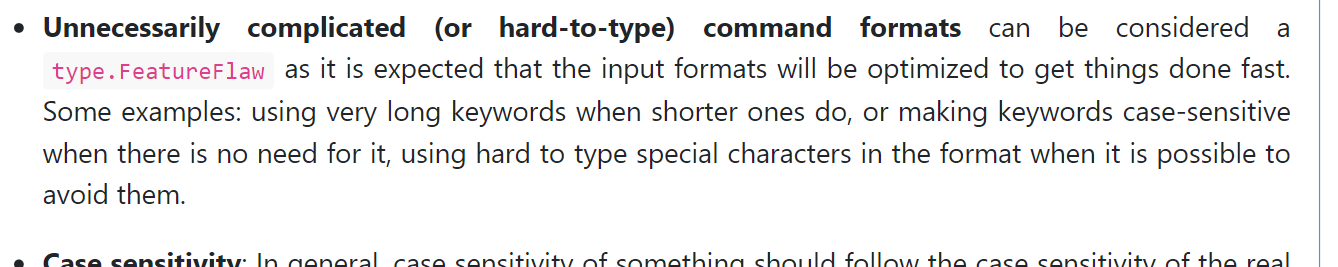 • Unnecessarily complicated (or hard-to-type) command formats can be considered a
type.FeatureFlaw as it is expected that the input formats will be optimized to get things done fast.
Some examples: using very long keywords when shorter ones do, or making keywords case-sensitive
when there is no need for it, using hard to type special characters in the format when it is possible to
avoid them.
• Case sensitivity: In general, case sensitivity of something should follow the case sensitivity of the real